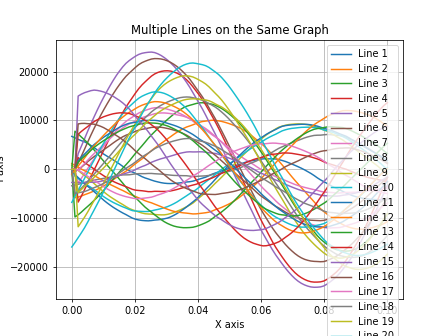 Multiple Lines on the Same Graph
20000
10000
0
−10000
−20000
0.00
0.02
0.04
0.06
X axis
Line 1
Line 2
Line 3
Line 4
Line 5
Line 6
Line 7
Line 8
Line 9
Line 10
Line 11
Line 12
Line 13
Line 14
Line 15
Line 16
Line 17
Line 18
Line 19